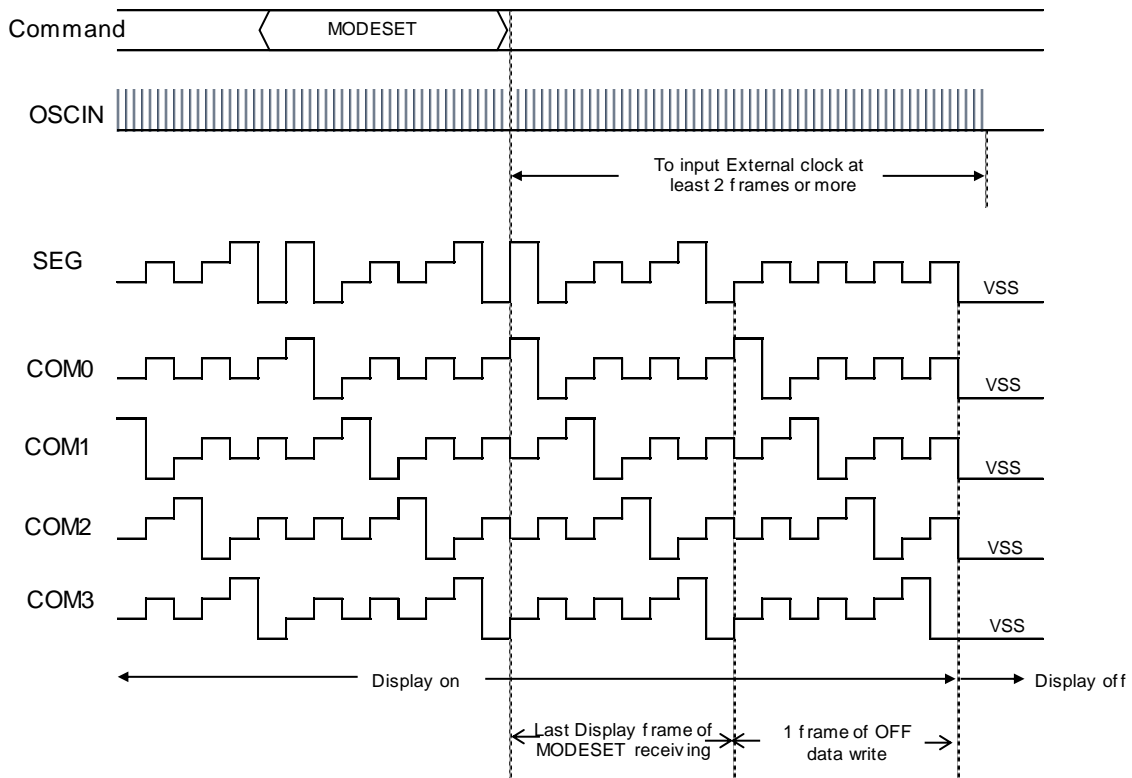 Command
MODESET
OSCIN
To input External clock at
least 2 frames or more
SEG
VSS
COM0
VSS
COM1
VSS
COM2
VSS
COM3
VSS
Display on
Display off
Last Display frame of
MODESET receiving
1 frame of OFF
data write